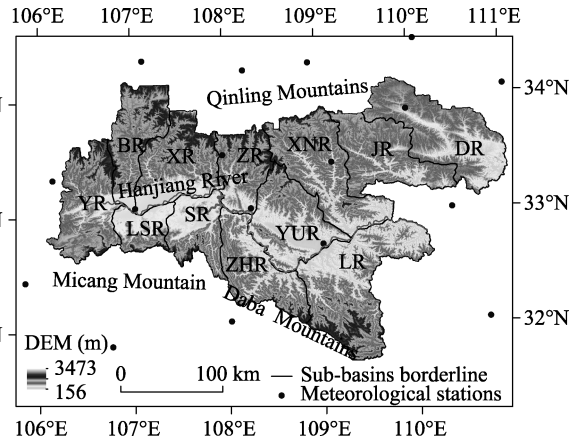 106°E 107°E 108°E 109°E 110°E 111°E
Qinling Mountains
34°N
BR XR ZR XNR JR DR
Hanjiang River
YR
33°N
LSR SR YUR
ZHR LR
Micang Mountain
Daba Mountains
32°N
DEM (m)
3473
156
0 100 km
Sub-basins borderline
Meteorological stations
106°E 107°E 108°E 109°E 110°E